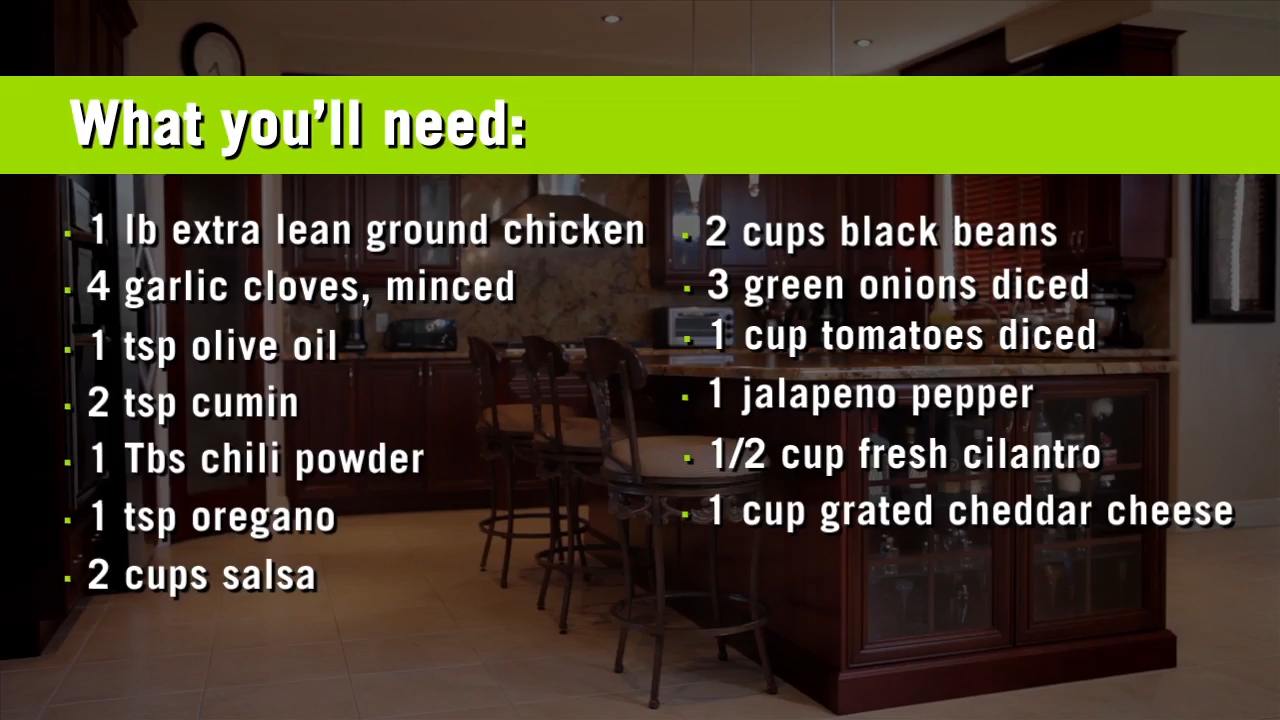 What you'll need:
1 lb extra lean ground chicken
4 garlic cloves, minced
1 tsp olive oil
2 tsp cumin
1 Tbs chili powder
1 tsp oregano
2 cups salsa
2 cups black beans
3 green onions diced
1 cup tomatoes diced
1 jalapeno pepper
1/2 cup fresh cilantro
1 cup grated cheddar cheese